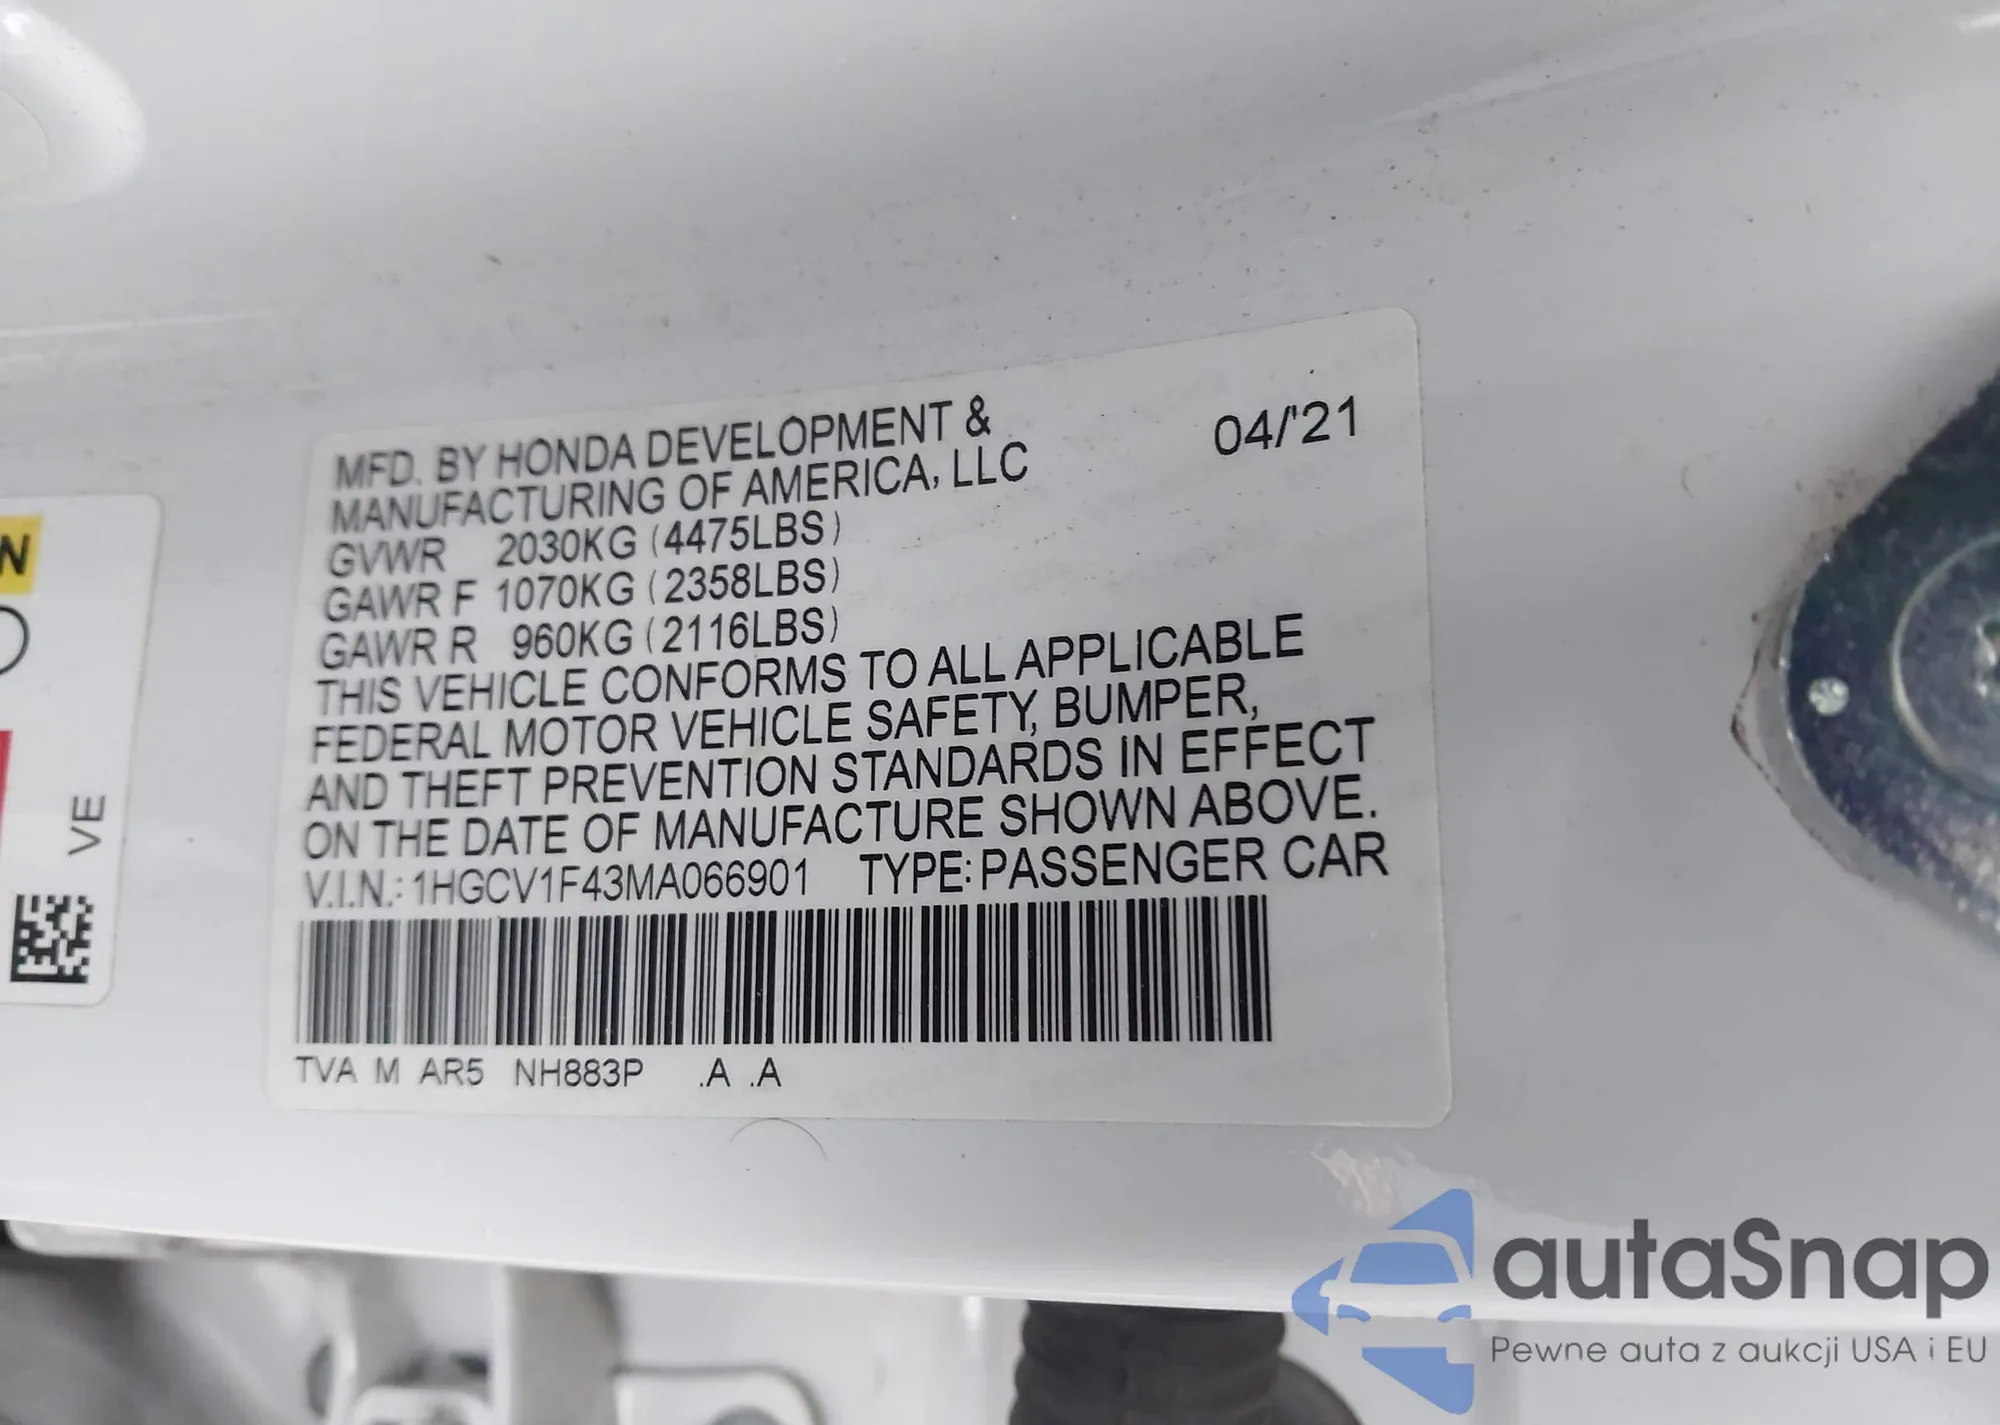 MFD. BY HONDA DEVELOPMENT &
MANUFACTURING OF AMERICA, LLC
04/'21
GVWR 2030KG (4475LBS)
GAWR F 1070KG (2358LBS)
GAWR R 960KG (2116LBS)
THIS VEHICLE CONFORMS TO ALL APPLICABLE
FEDERAL MOTOR VEHICLE SAFETY, BUMPER,
AND THEFT PREVENTION STANDARDS IN EFFECT
ON THE DATE OF MANUFACTURE SHOWN ABOVE.
V.I.N.: 1HGCV1F43MA066901 TYPE: PASSENGER CAR
TVA M AR5 NH883P .A .A
N
VE
autaSnap
Pewne auta z aukcji USA i EU